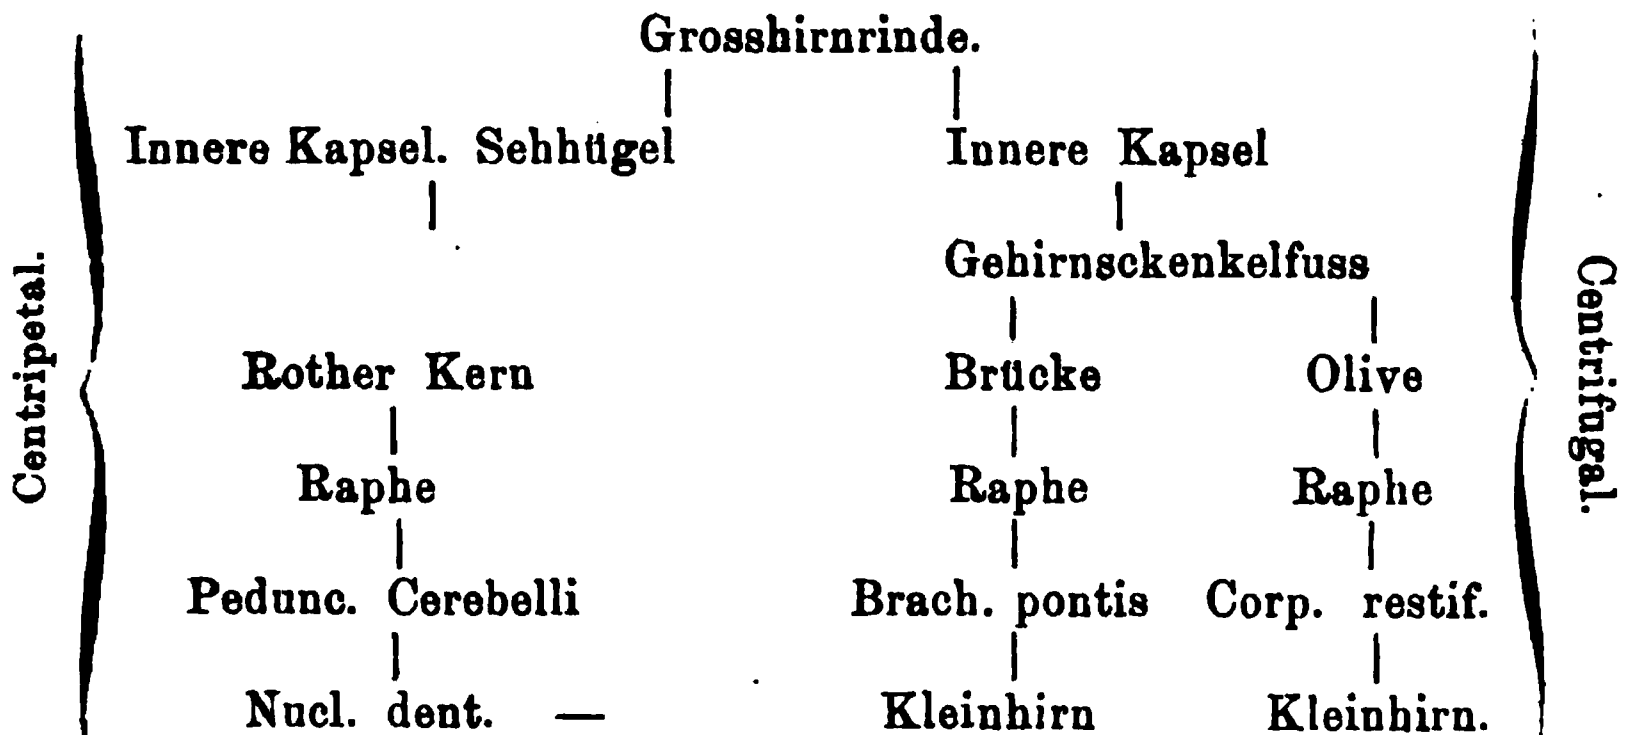 Grosshirnrinde.
Innere Kapsel. Sehhügel Innere Kapsel
Gehirnsckenkelfuss
Rother Kern Brücke Olive
Raphe Raphe Raphe
Pedunc. Cerebelli Brach. pontis Corp. restif.
Nucl. dent. — Kleinhirn Kleinhirn.
Centripetal.
Centrifugal.